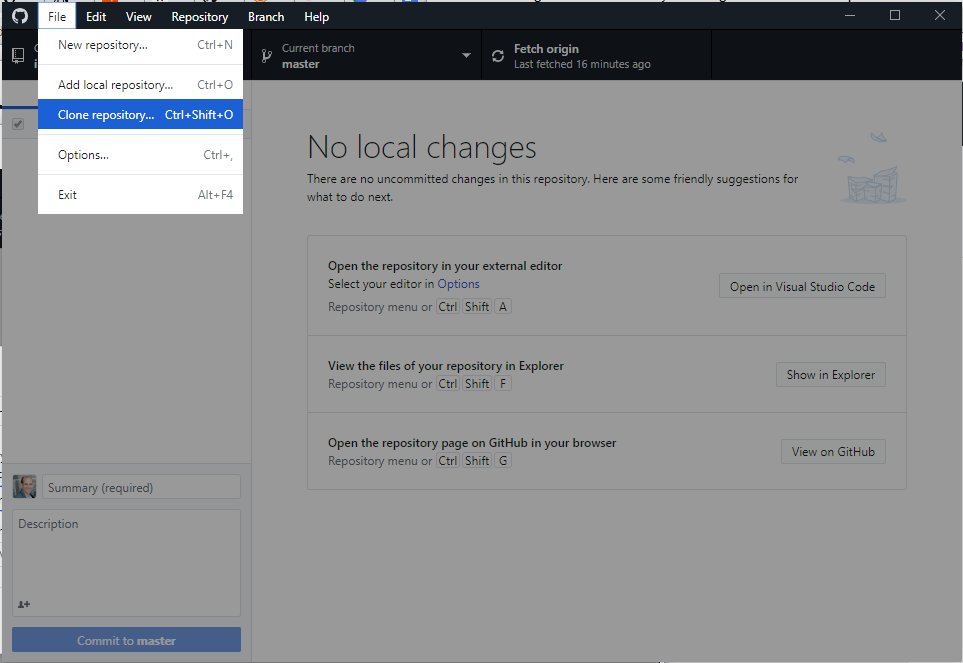 File Edit View Repository Branch Help
New repository... Ctrl+N
Add local repository... Ctrl+O
Clone repository... Ctrl+Shift+O
Options... Ctrl+,
Exit Alt+F4
Current branch
master
Fetch origin
Last fetched 16 minutes ago
No local changes
There are no uncommitted changes in this repository. Here are some friendly suggestions for
what to do next.
Open the repository in your external editor
Select your editor in Options
Repository menu or Ctrl Shift A
Open in Visual Studio Code
View the files of your repository in Explorer
Repository menu or Ctrl Shift F
Show in Explorer
Open the repository page on GitHub in your browser
Repository menu or Ctrl Shift G
View on GitHub
Summary (required)
Description
Commit to master